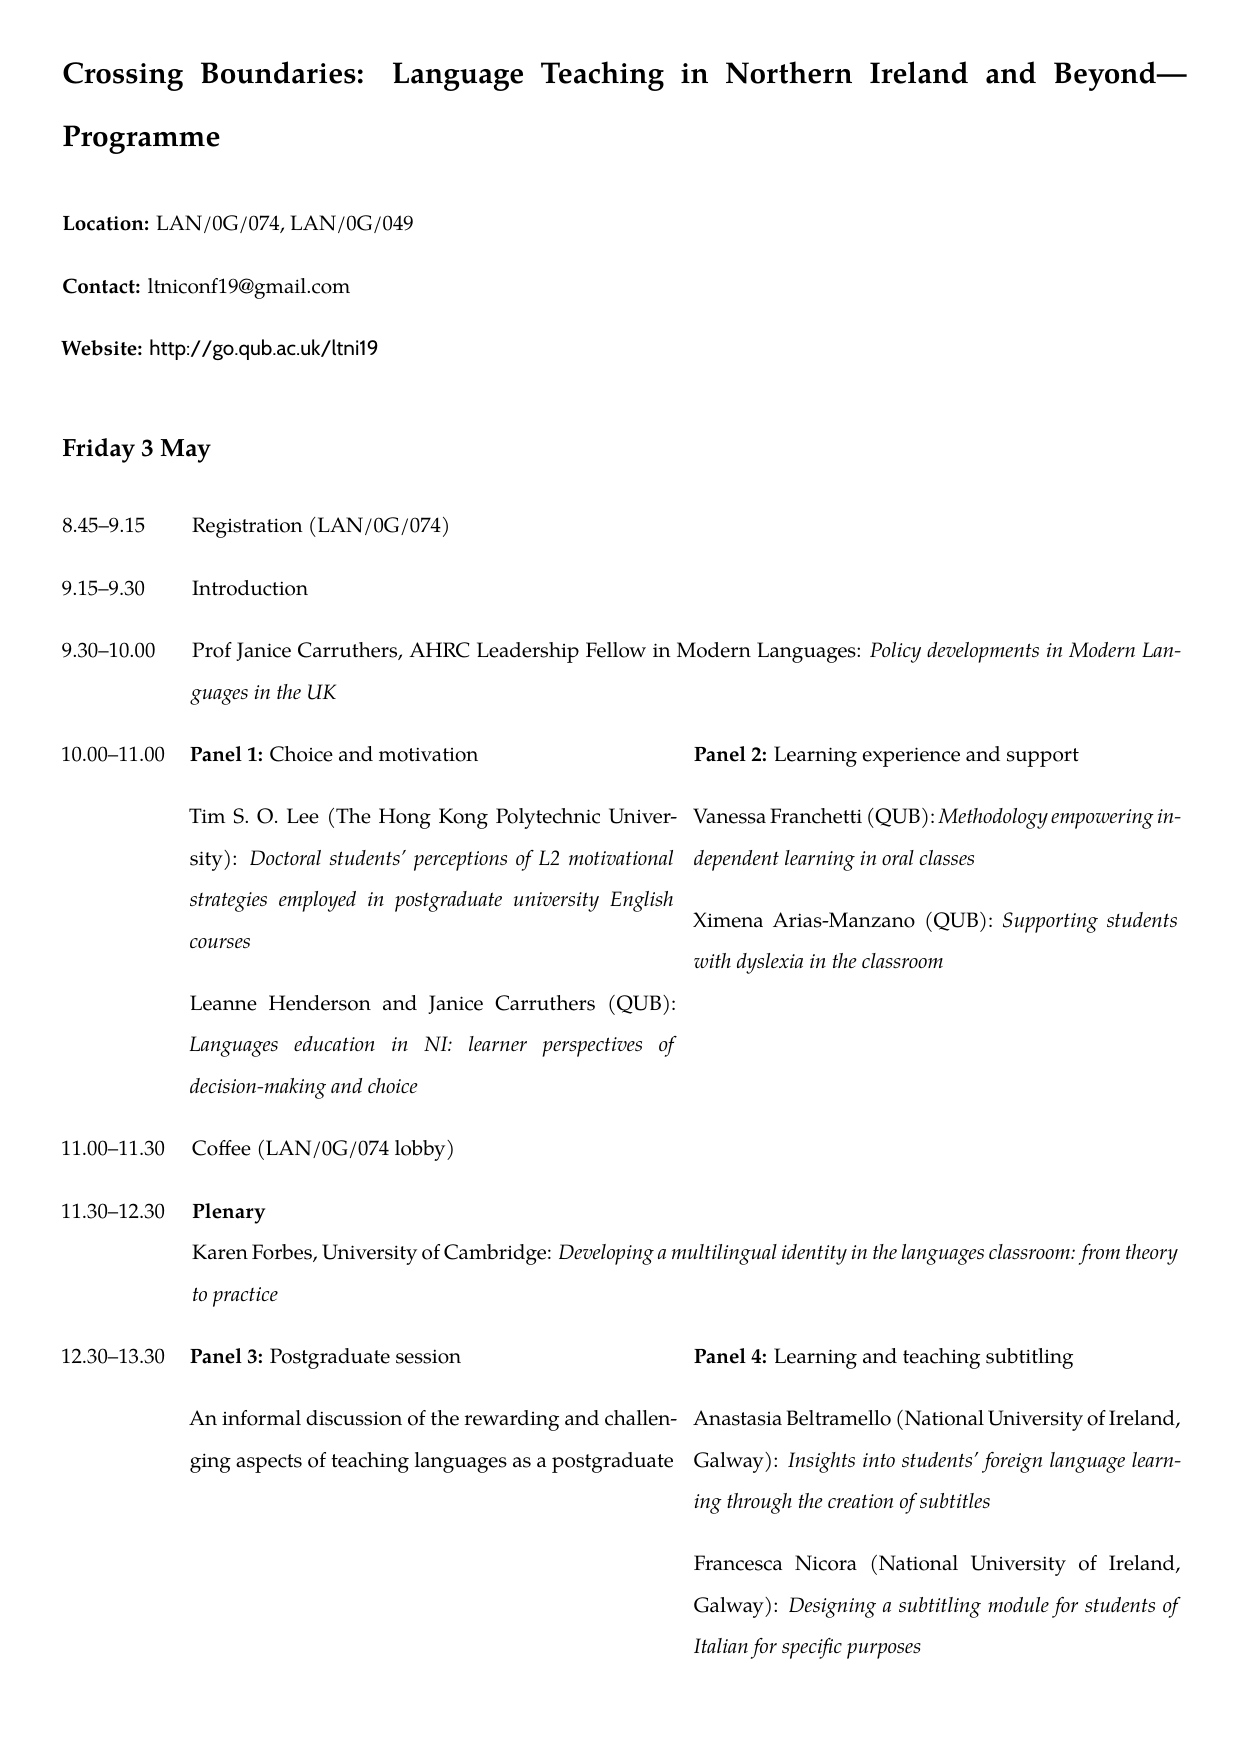 Crossing Boundaries: Language Teaching in Northern Ireland and Beyond—
Programme
Location: LAN/0G/074, LAN/0G/049
Contact: ltniconf19@gmail.com
Website: http://go.qub.ac.uk/ltni19
Friday 3 May
8.45–9.15 Registration (LAN/0G/074)
9.15–9.30 Introduction
9.30–10.00 Prof Janice Carruthers, AHRC Leadership Fellow in Modern Languages: Policy developments in Modern Lan-
guages in the UK
10.00–11.00 Panel 1: Choice and motivation
Tim S. O. Lee (The Hong Kong Polytechnic Univer-
sity): Doctoral students’ perceptions of L2 motivational
strategies employed in postgraduate university English
courses
Leanne Henderson and Janice Carruthers (QUB):
Languages education in NI: learner perspectives of
decision-making and choice
Panel 2: Learning experience and support
Vanessa Franchetti (QUB): Methodology empowering in-
dependent learning in oral classes
Ximena Arias-Manzano (QUB): Supporting students
with dyslexia in the classroom
11.00–11.30 Coffee (LAN/0G/074 lobby)
11.30–12.30 Plenary
Karen Forbes, University of Cambridge: Developing a multilingual identity in the languages classroom: from theory
to practice
12.30–13.30 Panel 3: Postgraduate session
An informal discussion of the rewarding and challen-
ging aspects of teaching languages as a postgraduate
Panel 4: Learning and teaching subtitling
Anastasia Beltramello (National University of Ireland,
Galway): Insights into students’ foreign language learn-
ing through the creation of subtitles
Francesca Nicora (National University of Ireland,
Galway): Designing a subtitling module for students of
Italian for specific purposes